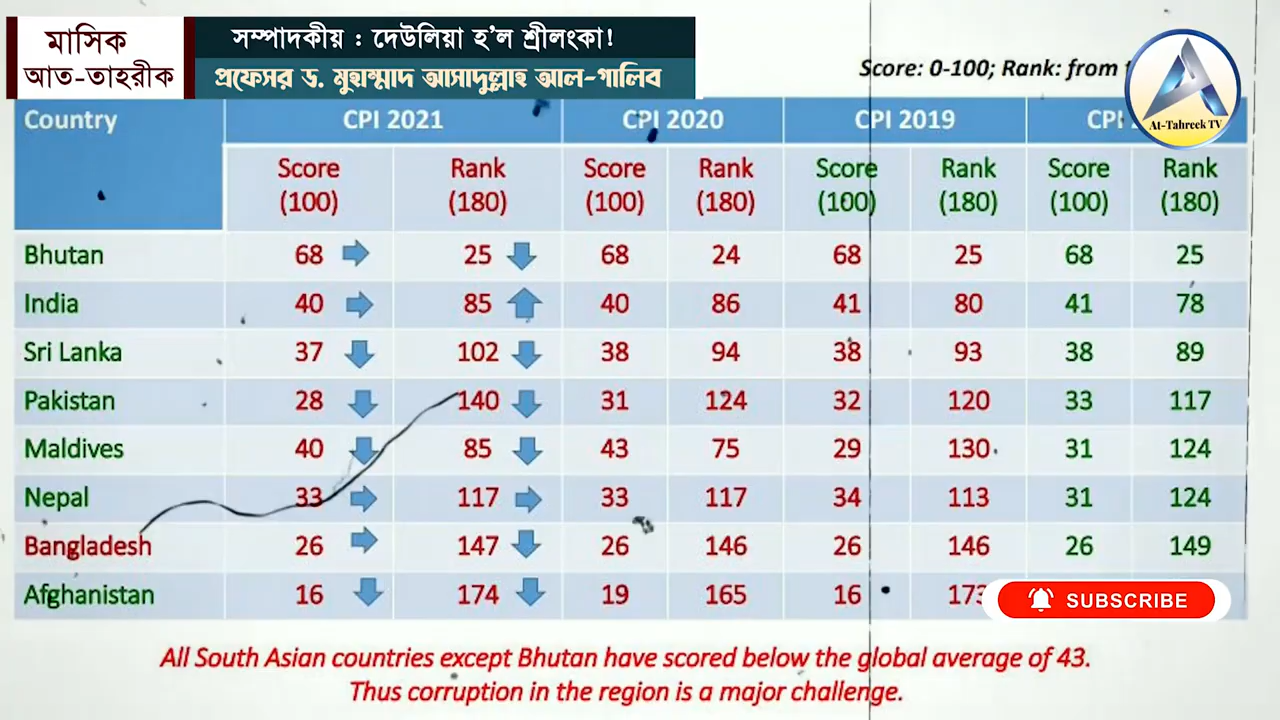 মাসিক
আত-তাহরীক
সম্পাদকীয় : দেউলিয়া হ'ল শ্রীলংকা!
প্রফেসর ড. মুহাম্মাদ আসাদুল্লাহ আল-গালিব
Score: 0-100; Rank: from
At-Tahreek TV
Country CPI 2021 CPI 2020 CPI 2019 CPI
Score Rank Score Rank Score Rank Score Rank
(100) (180) (100) (180) (100) (180) (100) (180)
Bhutan 68 25 68 24 68 25 68 25
India 40 85 40 86 41 80 41 78
Sri Lanka 37 102 38 94 38 93 38 89
Pakistan 28 140 31 124 32 120 33 117
Maldives 40 85 43 75 29 130 31 124
Nepal 33 117 33 117 34 113 31 124
Bangladesh 26 147 26 146 26 146 26 149
Afghanistan 16 174 19 165 16 173
SUBSCRIBE
All South Asian countries except Bhutan have scored below the global average of 43.
Thus corruption in the region is a major challenge.